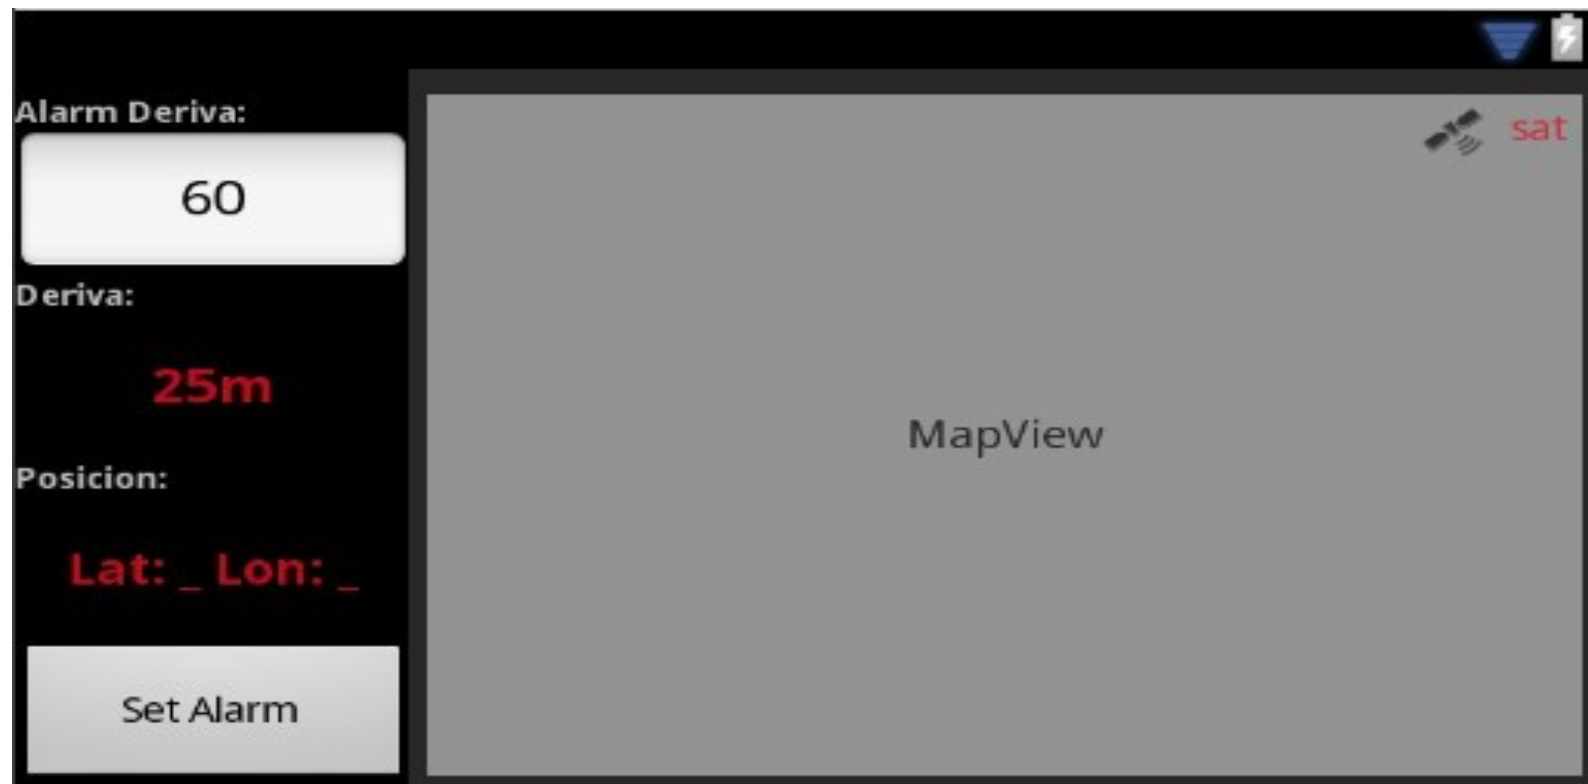 Alarm Deriva:
60
Deriva:
25m
Posicion:
Lat: _ Lon: _
Set Alarm
sat
MapView